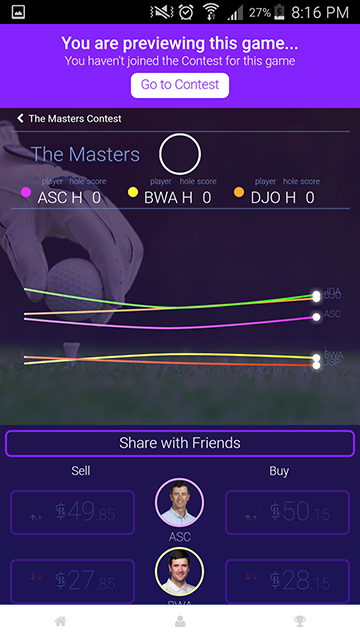 27% 8:16 PM
You are previewing this game...
You haven't joined the Contest for this game
Go to Contest
The Masters Contest
The Masters
player hole score player hole score player hole score
ASC H 0 BWA H 0 DJO H 0
DJO
ASC
BWA
JSP
Share with Friends
Sell Buy
$49.85 $50.15
ASC
$27.85 $28.15
BWA